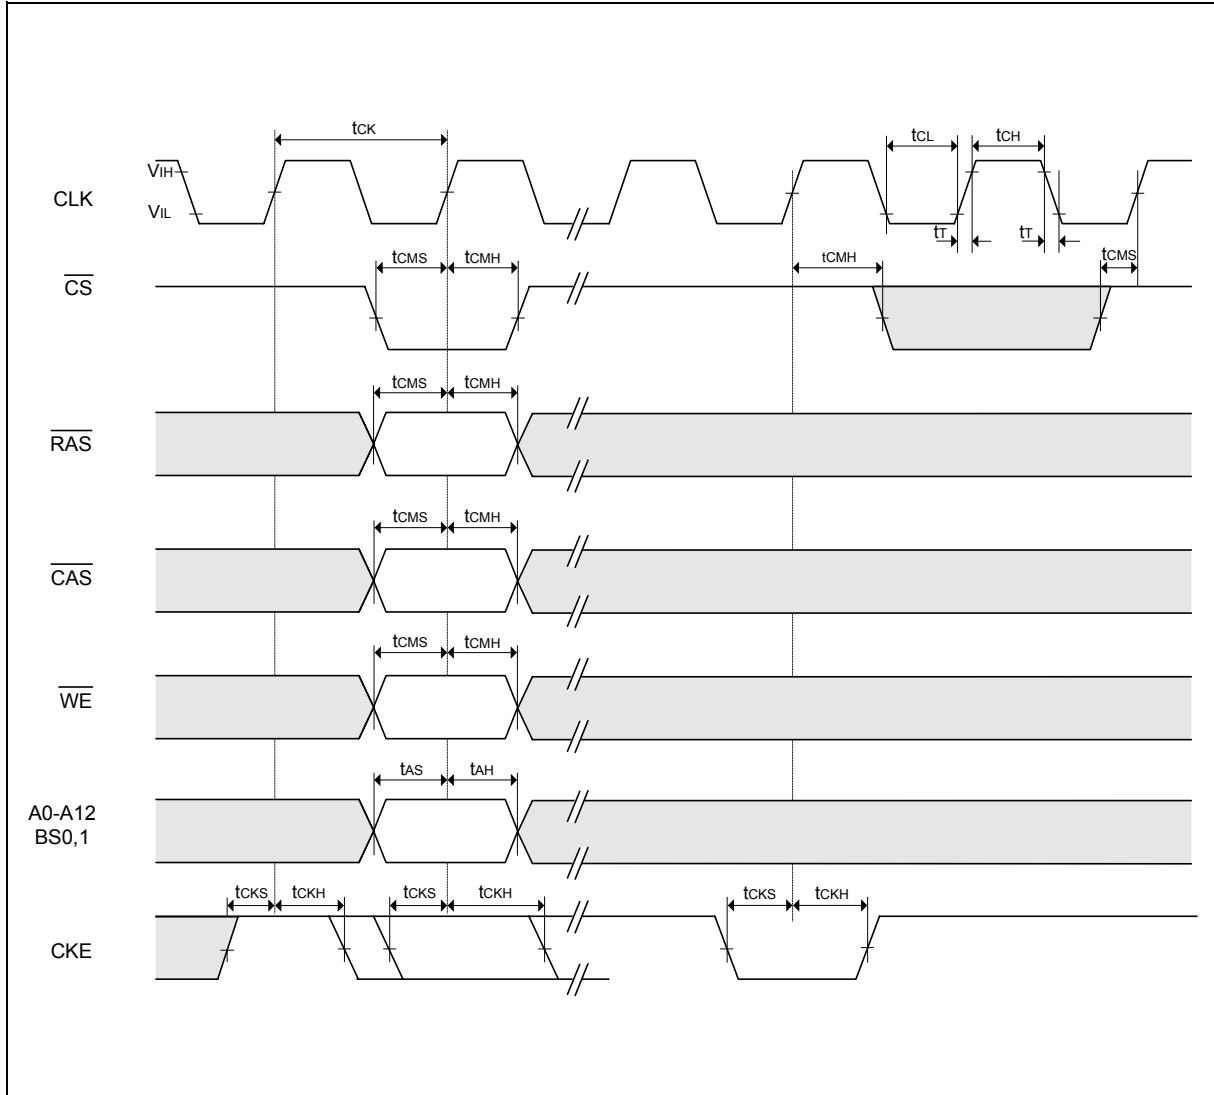 tCK
tCL
tCH
VIH
CLK
VIL
tT
tT
tCMS
tCMH
tCMH
tCMS
CS
tCMS
tCMH
RAS
tCMS
tCMH
CAS
tCMS
tCMH
WE
tAS
tAH
A0-A12
BS0,1
tCKS
tCKH
tCKS
tCKH
tCKS
tCKH
CKE